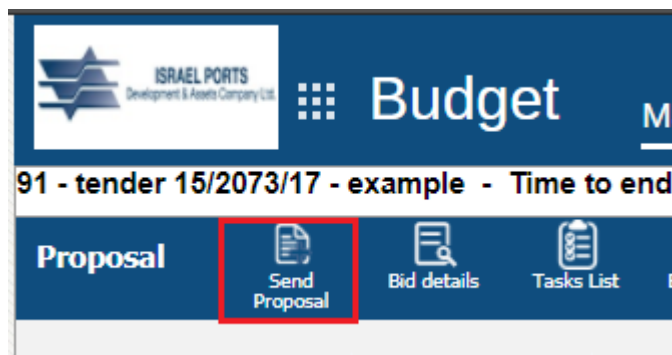 ISRAEL PORTS
Development & Assets Company Ltd.
Budget
M
91 - tender 15/2073/17 - example - Time to end
Proposal
Send Proposal
Bid details
Tasks List